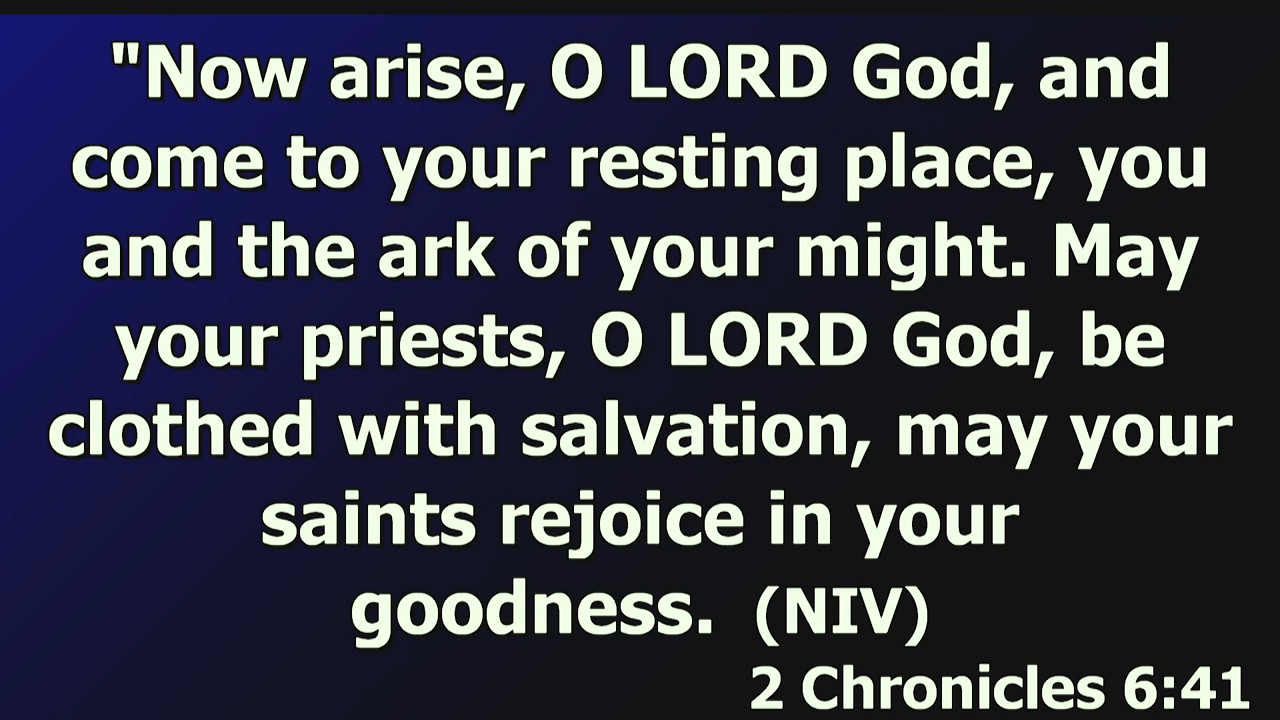 "Now arise, O LORD God, and
come to your resting place, you
and the ark of your might. May
your priests, O LORD God, be
clothed with salvation, may your
saints rejoice in your
goodness. (NIV)
2 Chronicles 6:41